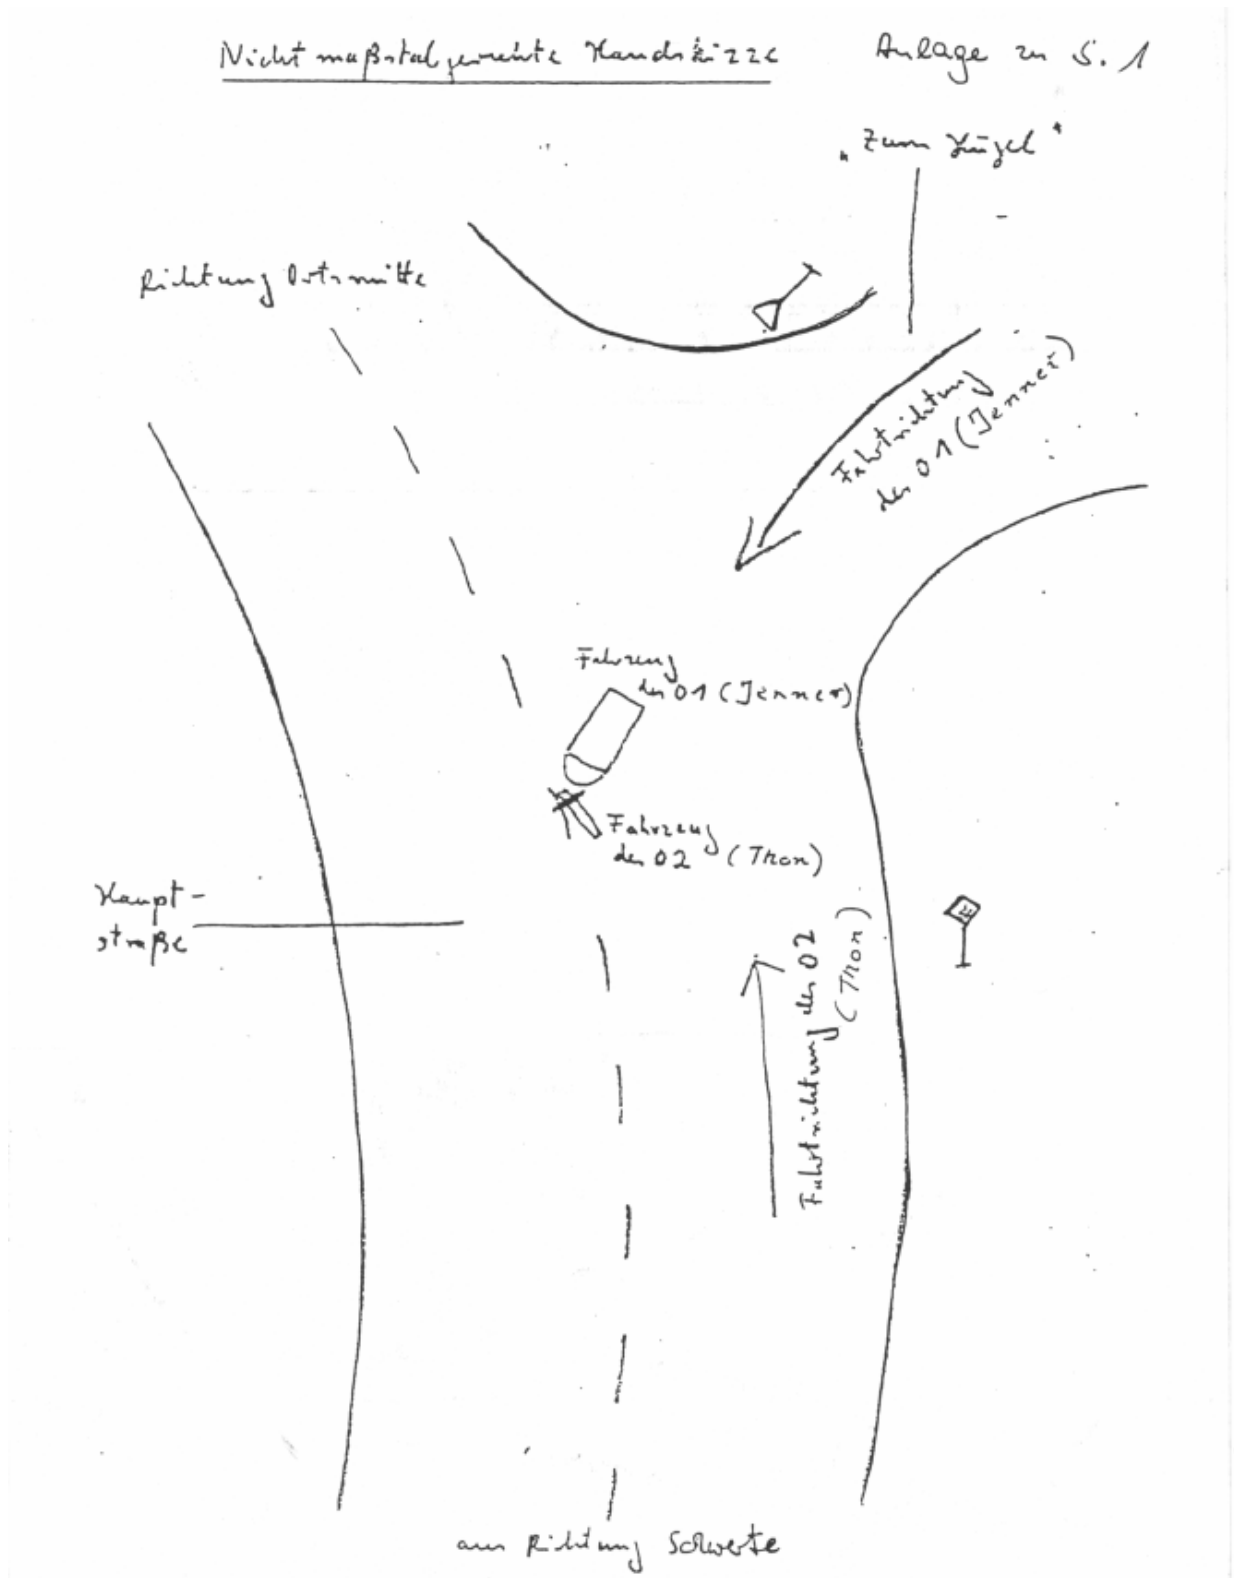 Nicht maßstabgerechte Handskizze
Anlage zu S. 1
"Zum Hügel"
Richtung Ortsmitte
Fahrtrichtung
des 01 (Jenner)
Fahrzeug
des 01 (Jenner)
Fahrzeug
des 02 (Thon)
Haupt-
straße
Fahrtrichtung des 02
(Thon)
aus Richtung Schwerte